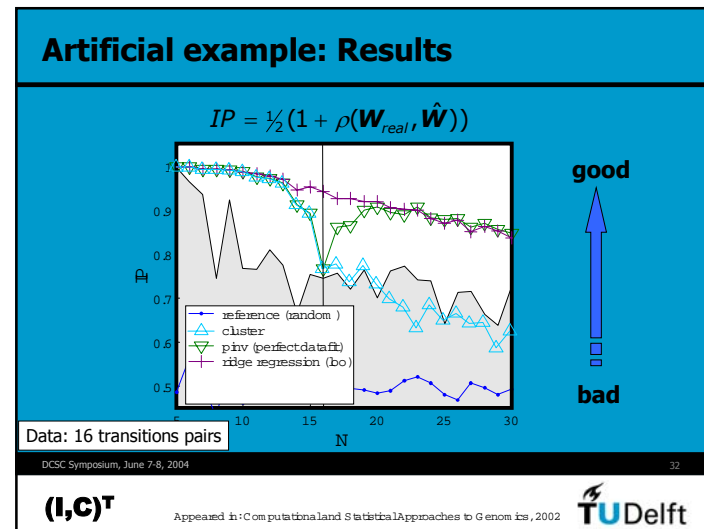 Artificial example: Results
IP = ½(1 + ρ(W_real, Ŵ))
good
1
0.9
0.8
0.7
0.6
0.5
IP
reference (random)
cluster
pinv (perfect data fit)
ridge regression (loo)
bad
5
10
15
20
25
30
N
Data: 16 transitions pairs
DCSC Symposium, June 7-8, 2004
32
(I,C)ᵀ
Appeared in: Computational and Statistical Approaches to Genomics, 2002
TUDelft